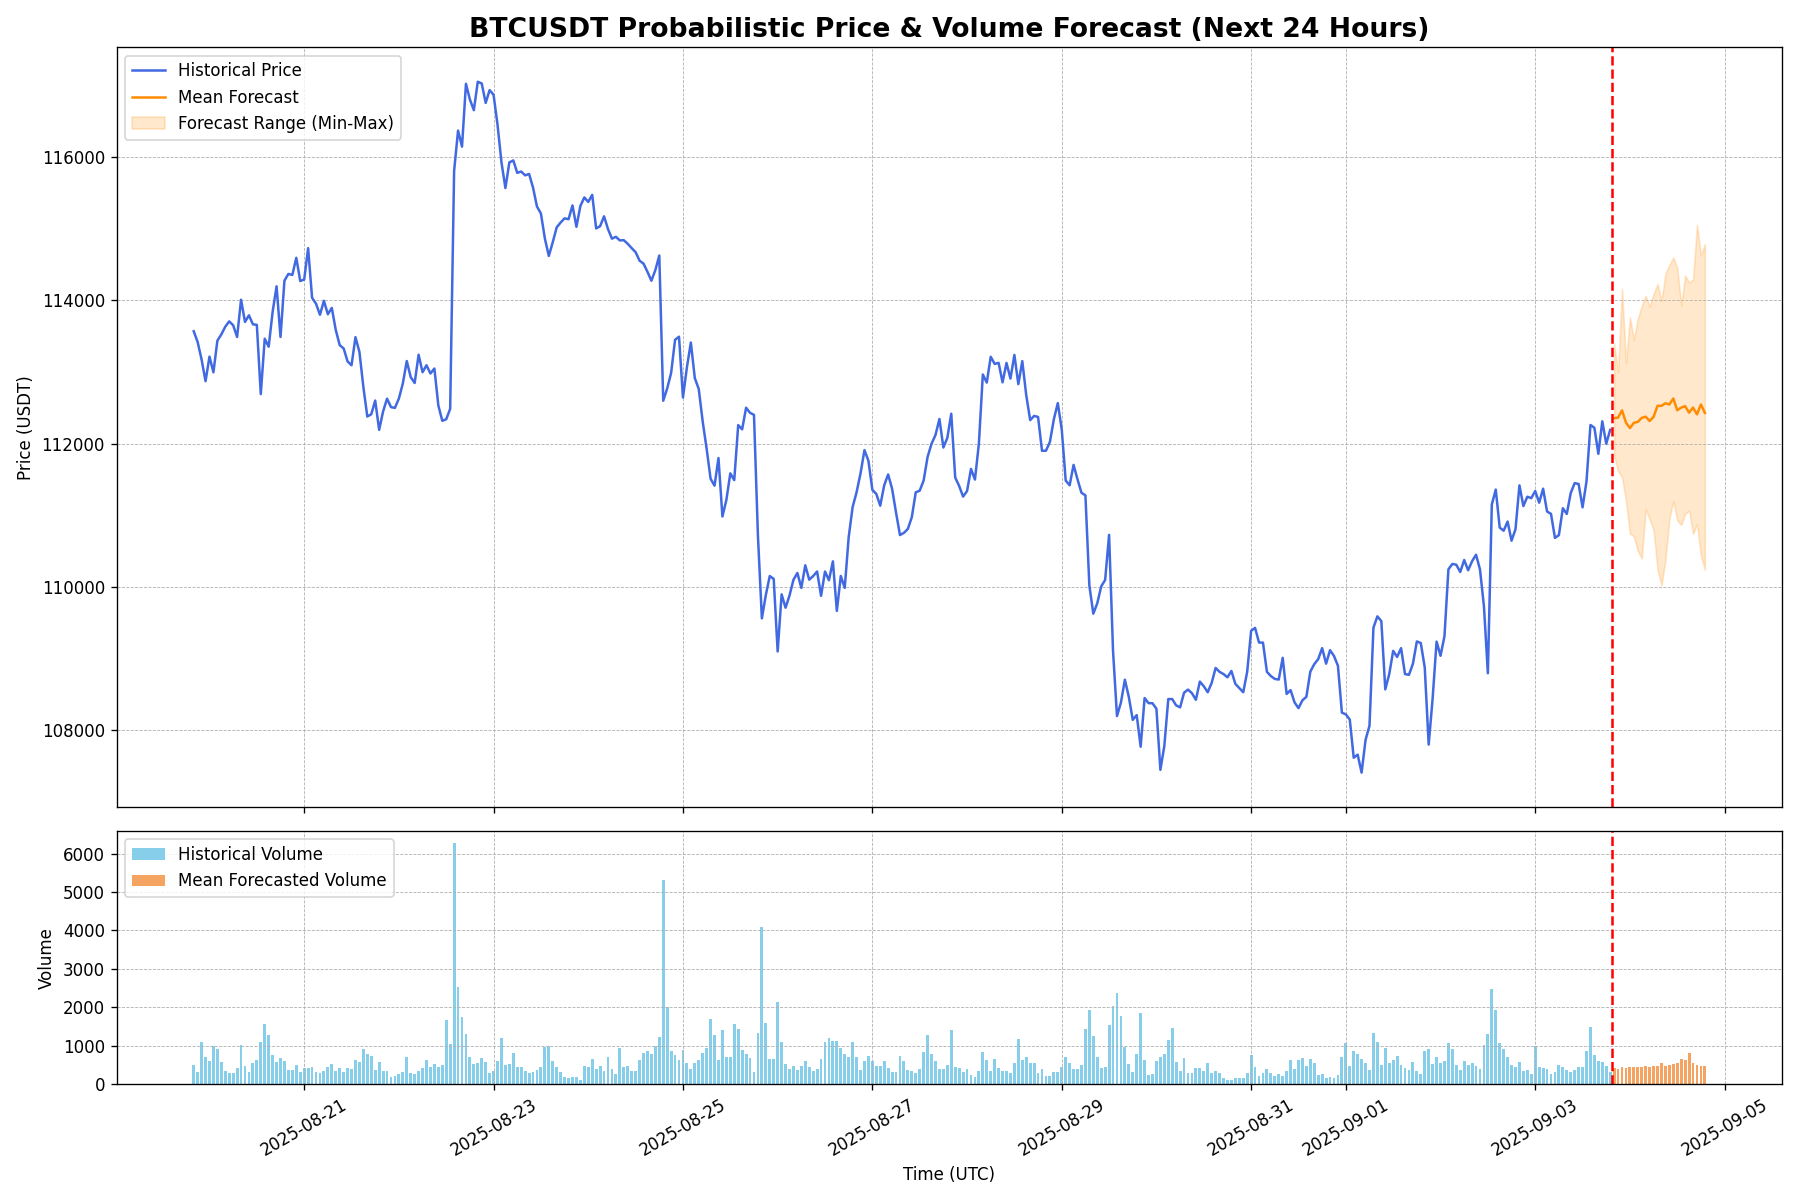 BTCUSDT Probabilistic Price & Volume Forecast (Next 24 Hours)
Historical Price
Mean Forecast
Forecast Range (Min-Max)
Price (USDT)
116000
114000
112000
110000
108000
Historical Volume
Mean Forecasted Volume
Volume
6000
5000
4000
3000
2000
1000
0
2025-08-21
2025-08-23
2025-08-25
2025-08-27
2025-08-29
2025-08-31
2025-09-01
2025-09-03
2025-09-05
Time (UTC)